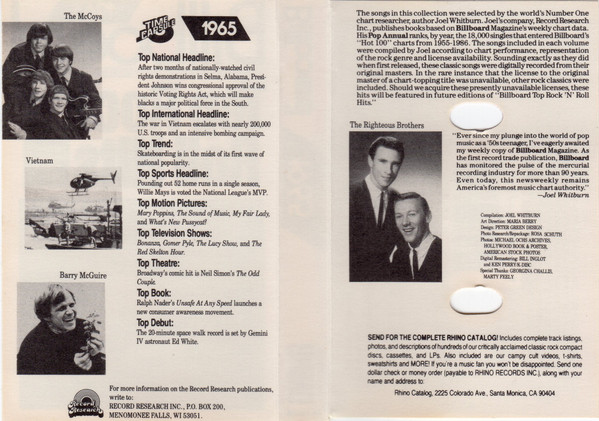 The McCoys
TIME CAPSULE
1965
Top National Headline:
After two months of nationally-watched civil
rights demonstrations in Selma, Alabama, Presi-
dent Johnson wins congressional approval of the
historic Voting Rights Act, which will make
blacks a major political force in the South.
Top International Headline:
The war in Vietnam escalates with nearly 200,000
U.S. troops and an intensive bombing campaign.
Top Trend:
Skateboarding is in the midst of its first wave of
national popularity.
Top Sports Headline:
Pounding out 52 home runs in a single season,
Willie Mays is voted the National League's MVP.
Top Motion Pictures:
Mary Poppins, The Sound of Music, My Fair Lady,
and What's New Pussycat?
Top Television Shows:
Bonanza, Gomer Pyle, The Lucy Show, and The
Red Skelton Hour.
Top Theatre:
Broadway's comic hit is Neil Simon's The Odd
Couple.
Top Book:
Ralph Nader's Unsafe At Any Speed launches a
new consumer awareness movement.
Top Debut:
The 20-minute space walk record is set by Gemini
IV astronaut Ed White.
Vietnam
Barry McGuire
Record Research
For more information on the Record Research publications,
write to:
RECORD RESEARCH INC., P.O. BOX 200,
MENOMONEE FALLS, WI 53051.
The songs in this collection were selected by the world's Number One
chart researcher, author Joel Whitburn. Joel's company, Record Research
Inc., publishes books based on Billboard Magazine's weekly chart data.
His Pop Annual ranks, by year, the 18,000 singles that entered Billboard's
"Hot 100" charts from 1955-1986. The songs included in each volume
were compiled by Joel according to chart performance, representation
of the rock genre and license availability. Sounding exactly as they did
when first released, these classic songs were digitally recorded from their
original masters. In the rare instance that the license to the original
master of a chart-topping title was unavailable, other rock classics were
included. Should we acquire these presently unavailable licenses, these
hits will be featured in future editions of "Billboard Top Rock 'N' Roll
Hits."
The Righteous Brothers
"Ever since my plunge into the world of pop
music as a '50s teenager, I've eagerly awaited
my weekly copy of Billboard Magazine. As
the first record trade publication, Billboard
has monitored the pulse of the mercurial
recording industry for more than 90 years.
Even today, this newsweekly remains
America's foremost music chart authority."
—Joel Whitburn
Compilation: JOEL WHITBURN
Art Direction: MARIA BERRY
Design: PETER GREEN DESIGN
Photo Research/Repackage: ROSA SCHUTH
Photos: MICHAEL OCHS ARCHIVES,
HOLLYWOOD BOOK & POSTER,
AMERICAN STOCK PHOTOS
Digital Remastering: BILL INGLOT
and KEN PERRY/K DISC
Special Thanks: GEORGINA CHALLIS,
MARTY FEELY
SEND FOR THE COMPLETE RHINO CATALOG! Includes complete track listings,
photos, and descriptions of hundreds of our critically acclaimed classic rock compact
discs, cassettes, and LPs. Also included are our campy cult videos, t-shirts,
sweatshirts and MORE! If you're a music fan you won't be disappointed. Send one
dollar check or money order (payable to RHINO RECORDS INC.), along with your
name and address to:
Rhino Catalog, 2225 Colorado Ave., Santa Monica, CA 90404